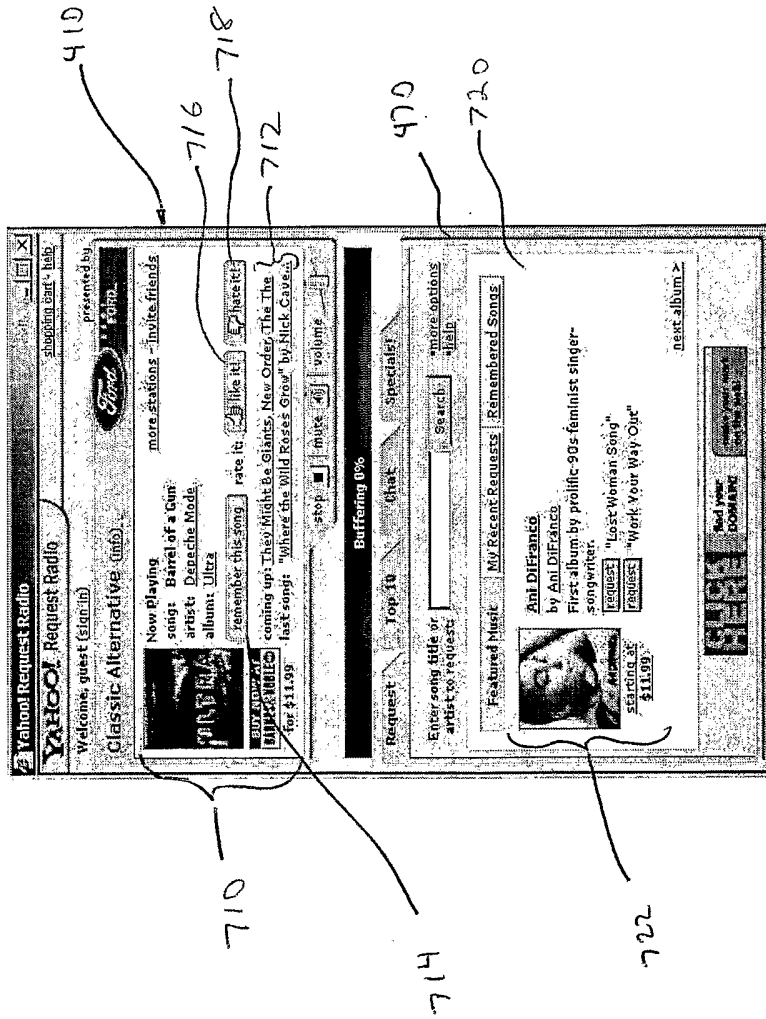 Yahoo! Request Radio
YAHOO! Request Radio
shopping cart - help
Welcome, guest (sign in)
presented by
Classic Alternative (info)
Ford
FORD
Now Playing
more stations - invite friends
song: Barrel of a Gun
artist: Depeche Mode
album: Ultra
remember this song
rate it:
like it!
hate it!
BUY NOW AT
for $11.99
coming up: They Might Be Giants, New Order, The The
last song: "Where the Wild Roses Grow" by Nick Cave...
stop
mute
volume
Buffering 0%
Request
Top 10
Chat
Specials!
Enter song title or
artist to request:
Search
*more options
*help
Featured Music
My Recent Requests
Remembered Songs
Ani DiFranco
by Ani DiFranco
First album by prolific-90s-feminist singer-
songwriter.
request "Lost Woman Song"
request "Work Your Way Out"
starting at
$11.99
next album >
CLICK
HERE
find your
DOMAIN!
410
716
718
712
470
720
710
714
722